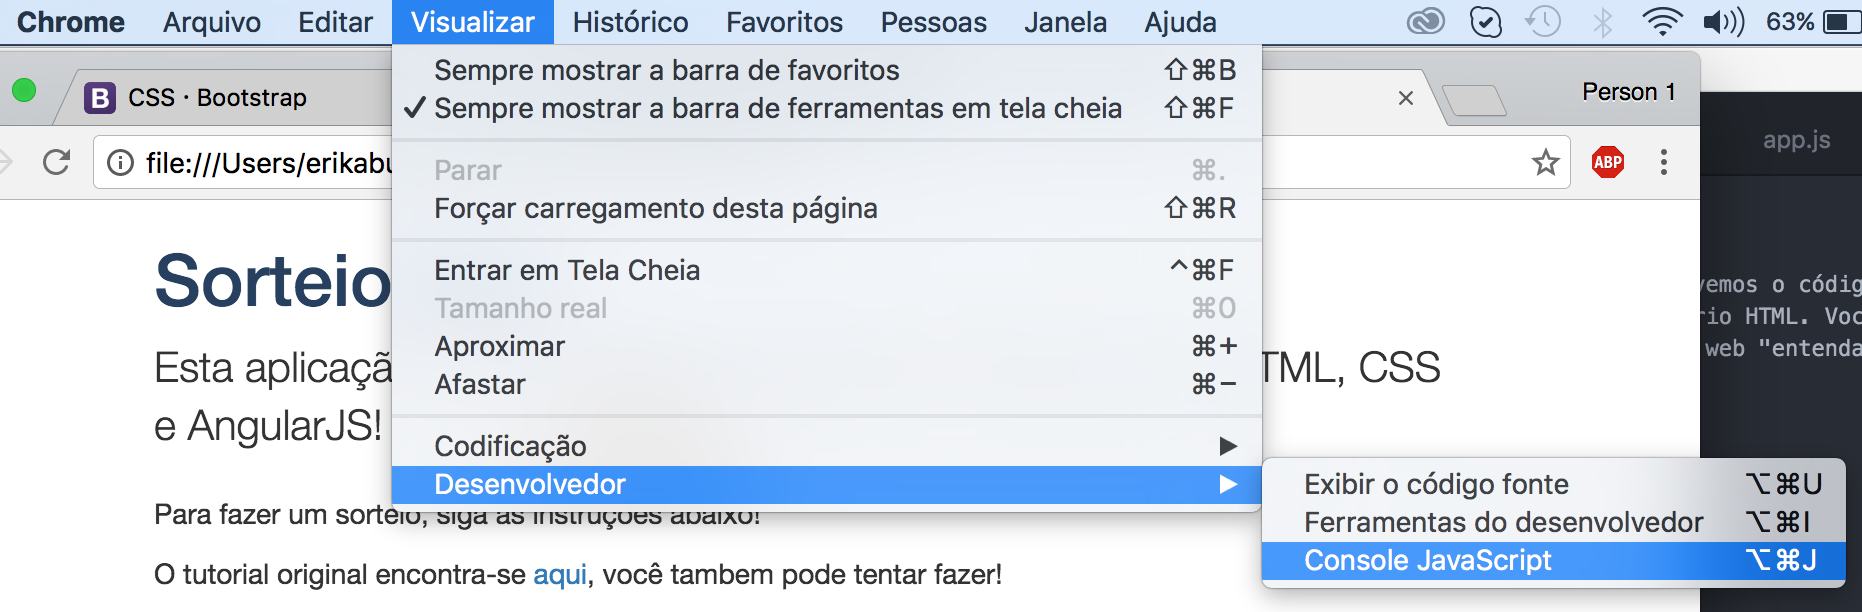 Chrome Arquivo Editar Visualizar Histórico Favoritos Pessoas Janela Ajuda 63%
Sempre mostrar a barra de favoritos ⇧⌘B
✓ Sempre mostrar a barra de ferramentas em tela cheia ⇧⌘F
Parar ⌘.
Forçar carregamento desta página ⇧⌘R
Entrar em Tela Cheia ^⌘F
Tamanho real ⌘0
Aproximar ⌘+
Afastar ⌘−
Codificação ▶
Desenvolvedor ▶
Exibir o código fonte ⌥⌘U
Ferramentas do desenvolvedor ⌥⌘I
Console JavaScript ⌥⌘J
B CSS · Bootstrap
Person 1
file:///Users/erikabu
ABP
app.js
Sorteio
Esta aplicaçã TML, CSS
e AngularJS!
Para fazer um sorteio, siga as instruções abaixo!
O tutorial original encontra-se aqui, você tambem pode tentar fazer!
vemos o códig
rio HTML. Voc
web "entenda